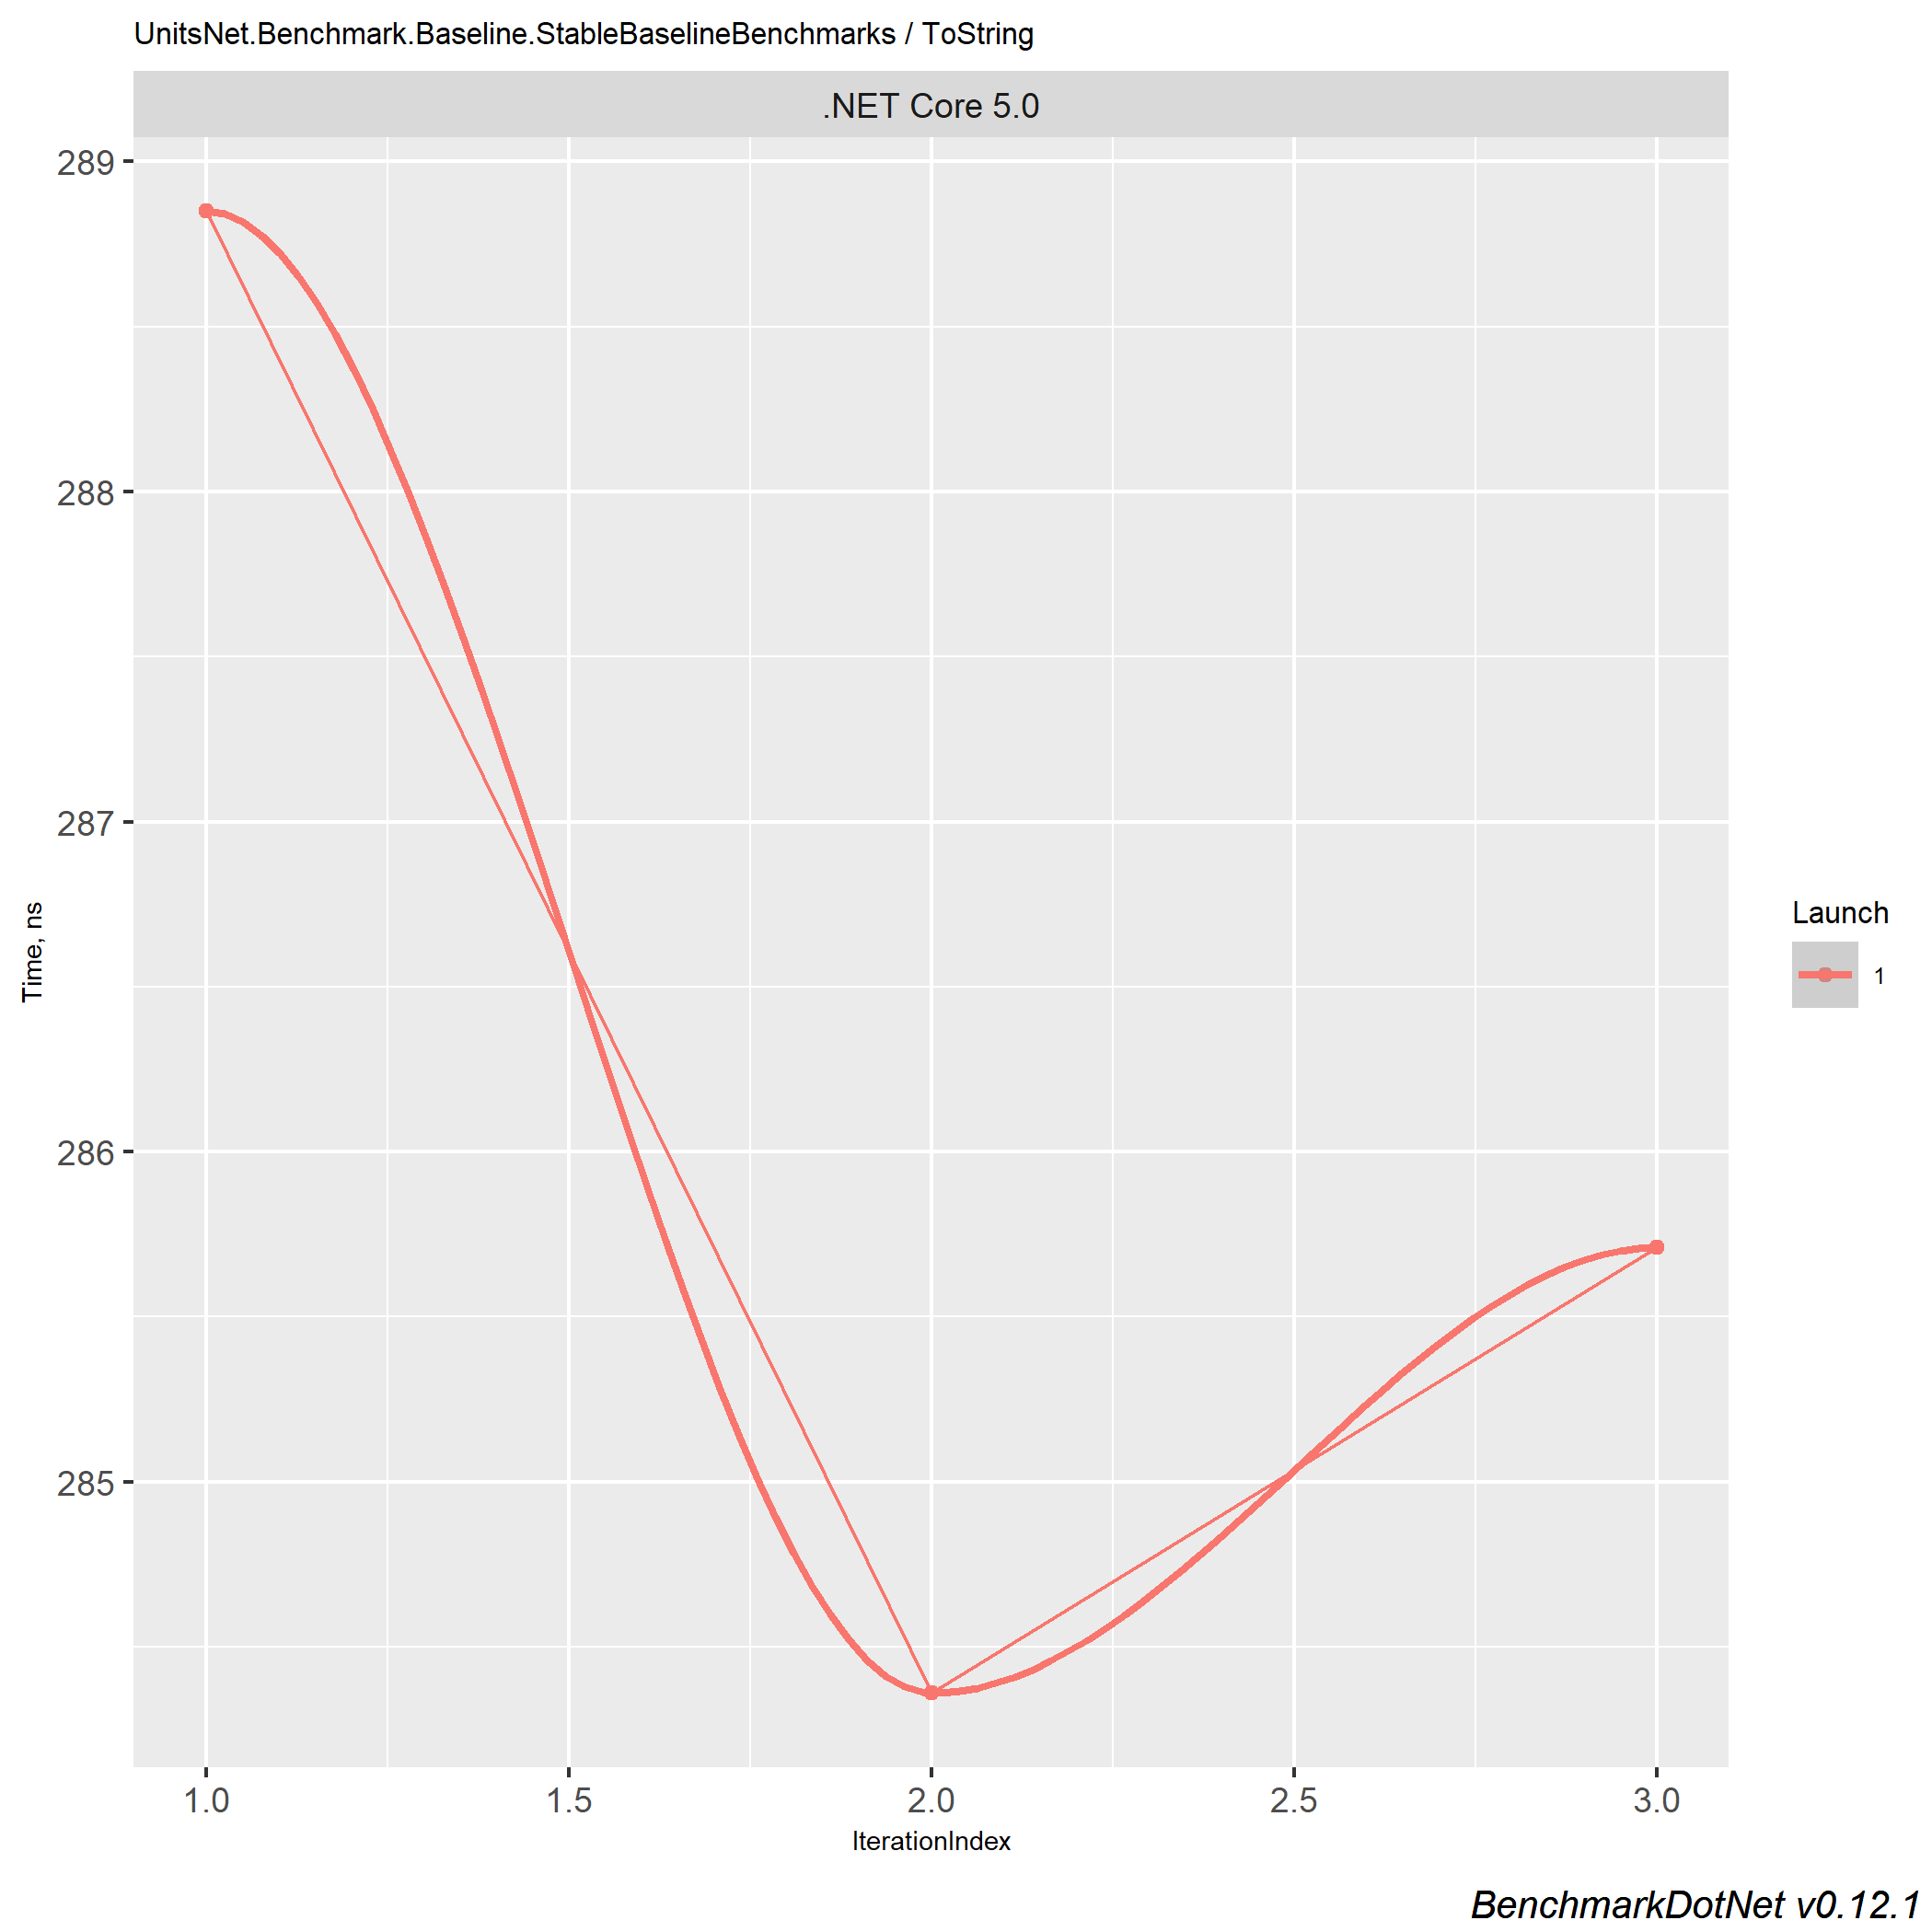 UnitsNet.Benchmark.Baseline.StableBaselineBenchmarks / ToString
.NET Core 5.0
289
288
287
286
285
Time, ns
1.0 1.5 2.0 2.5 3.0
IterationIndex
Launch
1
BenchmarkDotNet v0.12.1